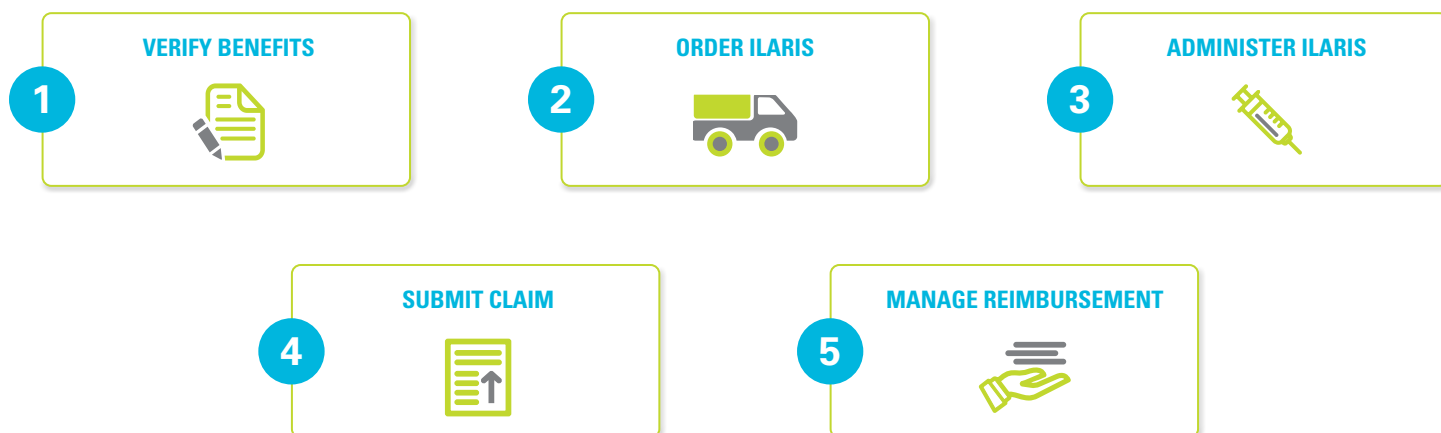 1
VERIFY BENEFITS
2
ORDER ILARIS
3
ADMINISTER ILARIS
4
SUBMIT CLAIM
5
MANAGE REIMBURSEMENT